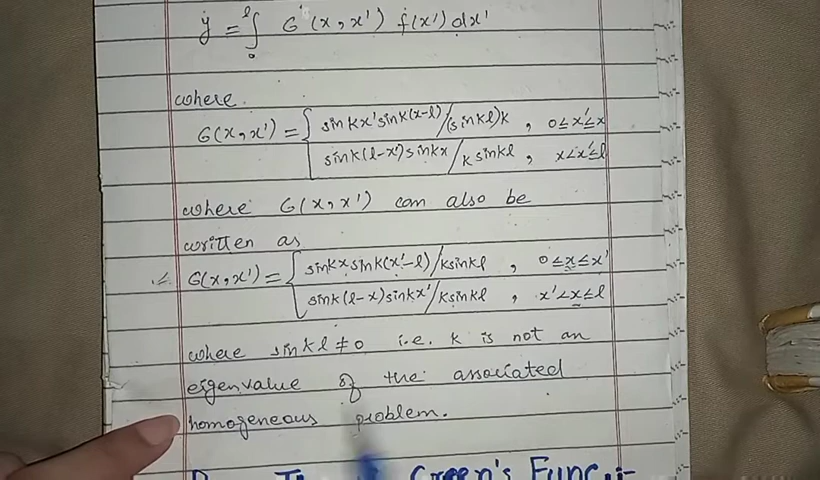 y = ∫₀ˡ G(x, x') f(x') dx'
where
G(x, x') = { sin kx' sin k(x-l)/(sin kl)k , 0≤x'≤x
sin k(l-x') sin kx / k sin kl , x<x'≤l
where G(x, x') can also be
written as
G(x, x') = { sin kx sin k(x'-l)/k sin kl , 0≤x≤x'
sin k(l-x) sin kx' / k sin kl , x'<x≤l
where sin kl ≠ 0 i.e. k is not an
eigenvalue of the associated
homogeneous problem.
Green's Func